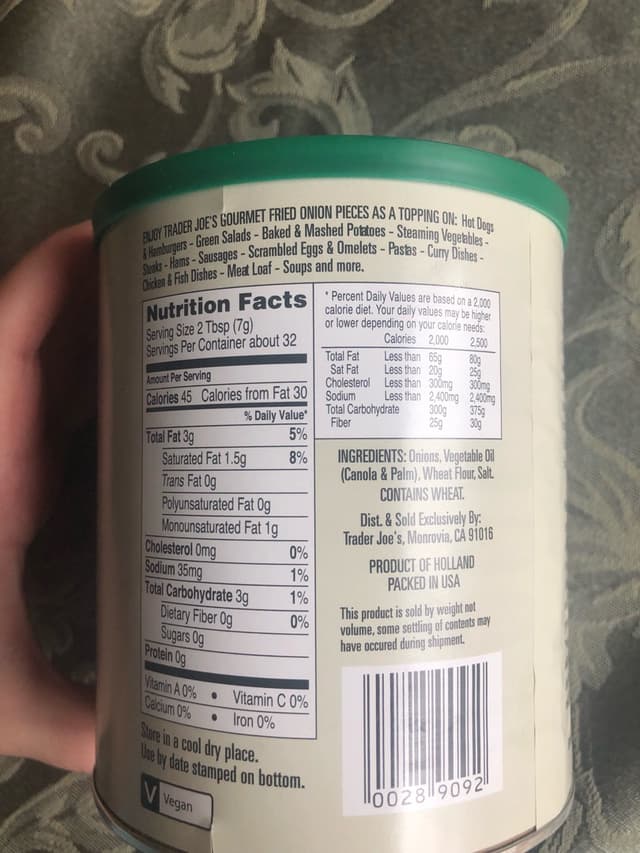 ENJOY TRADER JOE'S GOURMET FRIED ONION PIECES AS A TOPPING ON: Hot Dogs
& Hamburgers - Green Salads - Baked & Mashed Potatoes - Steaming Vegetables -
Steaks - Hams - Sausages - Scrambled Eggs & Omelets - Pastas - Curry Dishes -
Chicken & Fish Dishes - Meat Loaf - Soups and more.
Nutrition Facts
Serving Size 2 Tbsp (7g)
Servings Per Container about 32
Amount Per Serving
Calories 45 Calories from Fat 30
% Daily Value*
Total Fat 3g 5%
Saturated Fat 1.5g 8%
Trans Fat 0g
Polyunsaturated Fat 0g
Monounsaturated Fat 1g
Cholesterol 0mg 0%
Sodium 35mg 1%
Total Carbohydrate 3g 1%
Dietary Fiber 0g 0%
Sugars 0g
Protein 0g
Vitamin A 0% • Vitamin C 0%
Calcium 0% • Iron 0%
* Percent Daily Values are based on a 2,000
calorie diet. Your daily values may be higher
or lower depending on your calorie needs:
Calories 2,000 2,500
Total Fat Less than 65g 80g
Sat Fat Less than 20g 25g
Cholesterol Less than 300mg 300mg
Sodium Less than 2,400mg 2,400mg
Total Carbohydrate 300g 375g
Fiber 25g 30g
INGREDIENTS: Onions, Vegetable Oil
(Canola & Palm), Wheat Flour, Salt.
CONTAINS WHEAT.
Dist. & Sold Exclusively By:
Trader Joe's, Monrovia, CA 91016
PRODUCT OF HOLLAND
PACKED IN USA
This product is sold by weight not
volume, some settling of contents may
have occured during shipment.
Store in a cool dry place.
Use by date stamped on bottom.
V Vegan
0028 9092